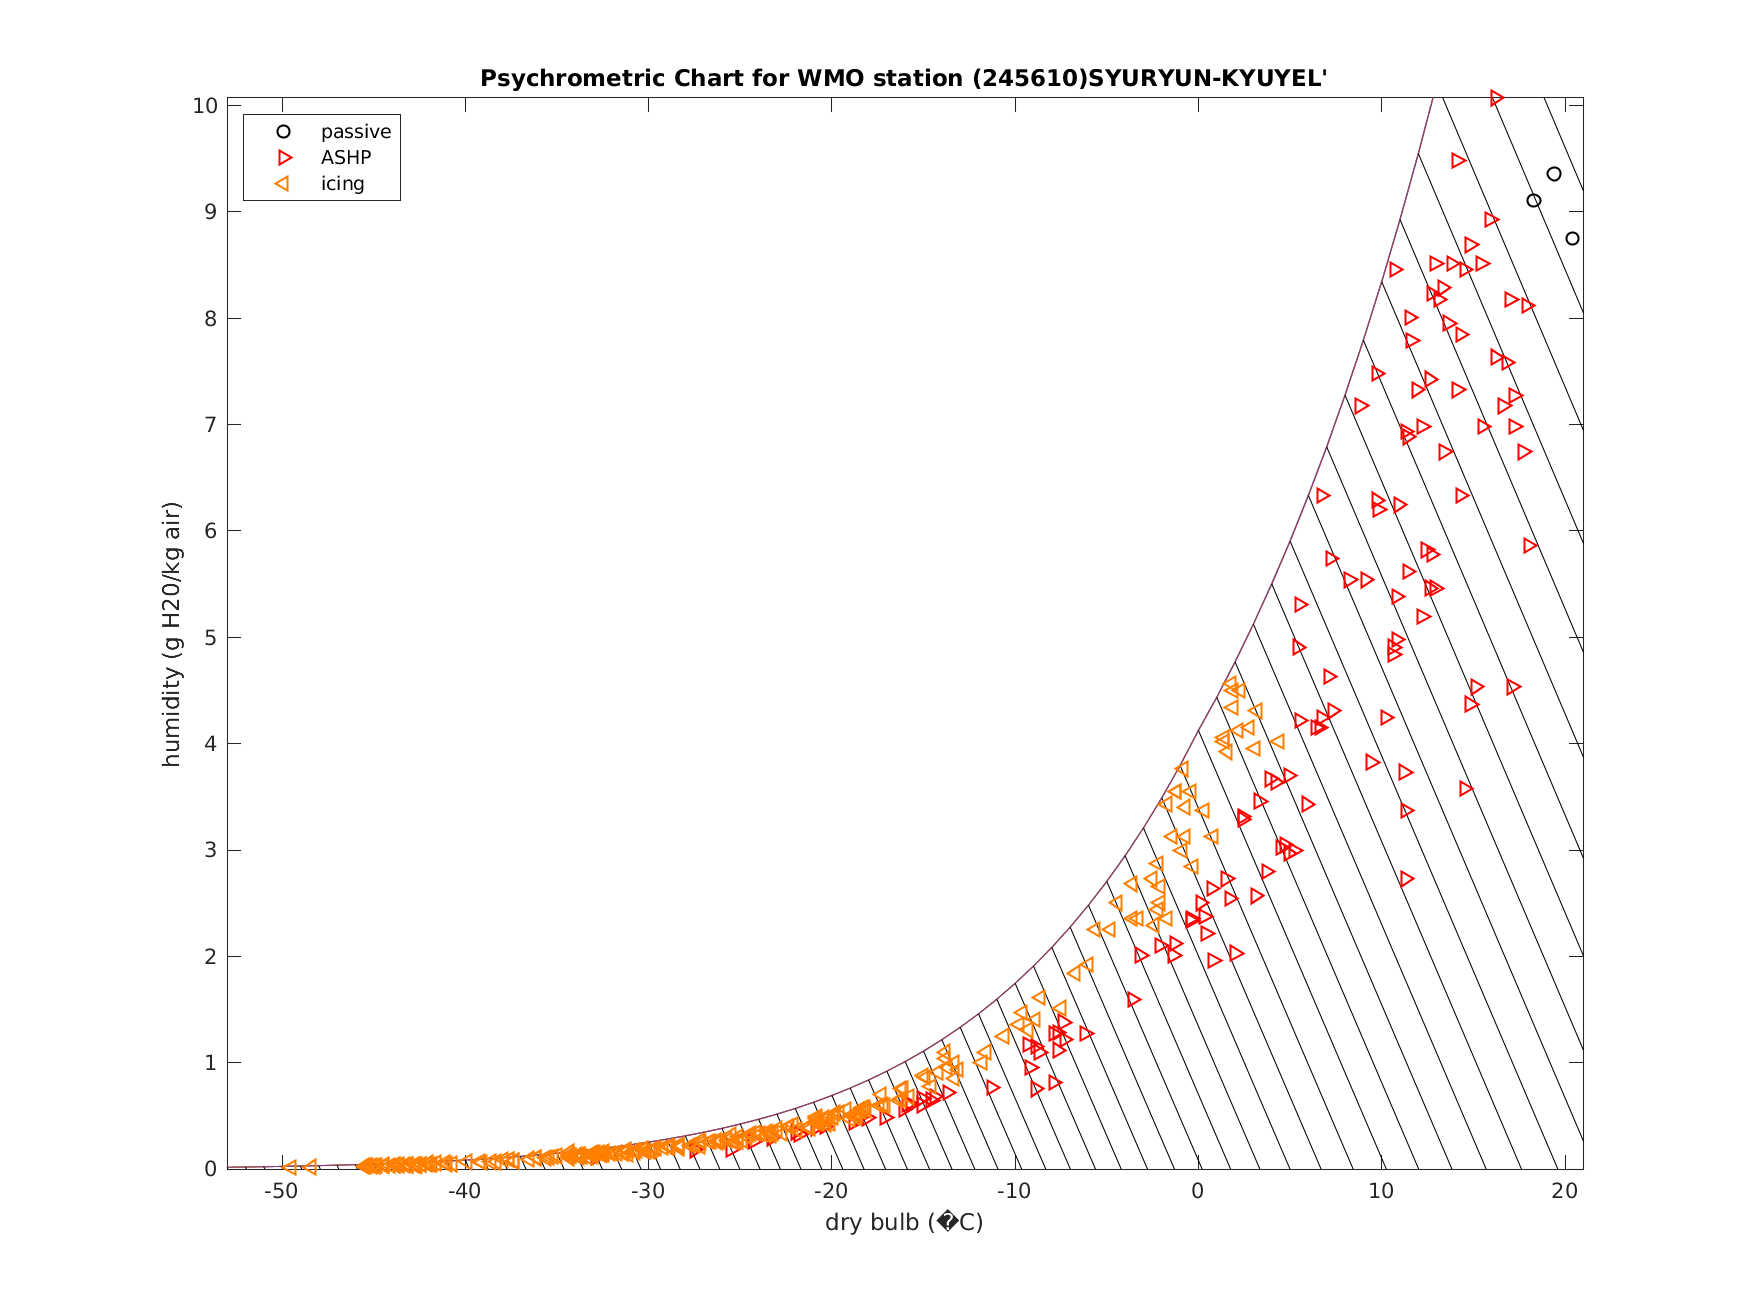 Psychrometric Chart for WMO station (245610)SYURYUN-KYUYEL'
passive
ASHP
icing
10
9
8
7
6
5
4
3
2
1
0
humidity (g H20/kg air)
-50 -40 -30 -20 -10 0 10 20
dry bulb (�C)